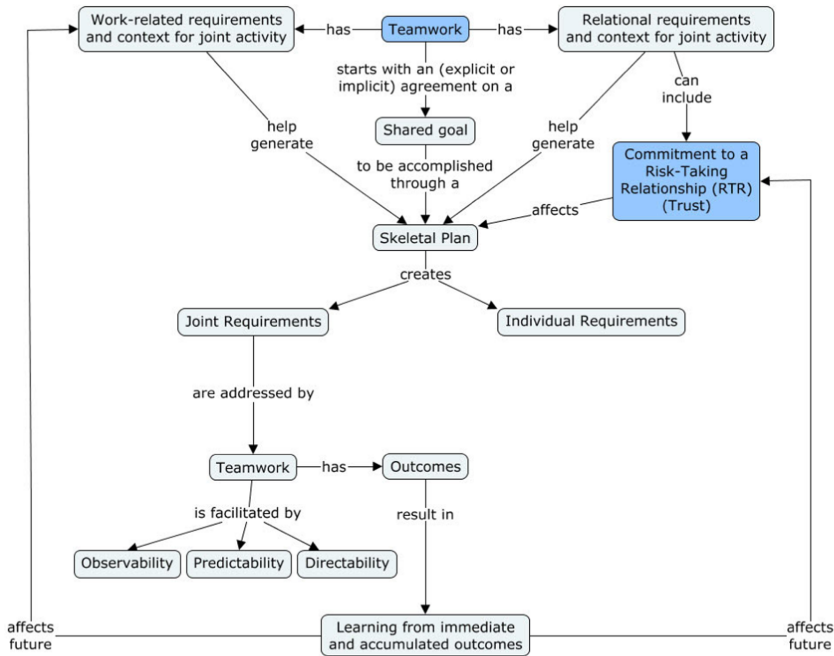 Work-related requirements
and context for joint activity
has
Teamwork
has
Relational requirements
and context for joint activity
starts with an (explicit or
implicit) agreement on a
can
include
Shared goal
help
generate
help
generate
to be accomplished
through a
Commitment to a
Risk-Taking
Relationship (RTR)
(Trust)
affects
Skeletal Plan
creates
Joint Requirements
Individual Requirements
are addressed by
Teamwork
has
Outcomes
is facilitated by
result in
Observability
Predictability
Directability
affects
future
Learning from immediate
and accumulated outcomes
affects
future